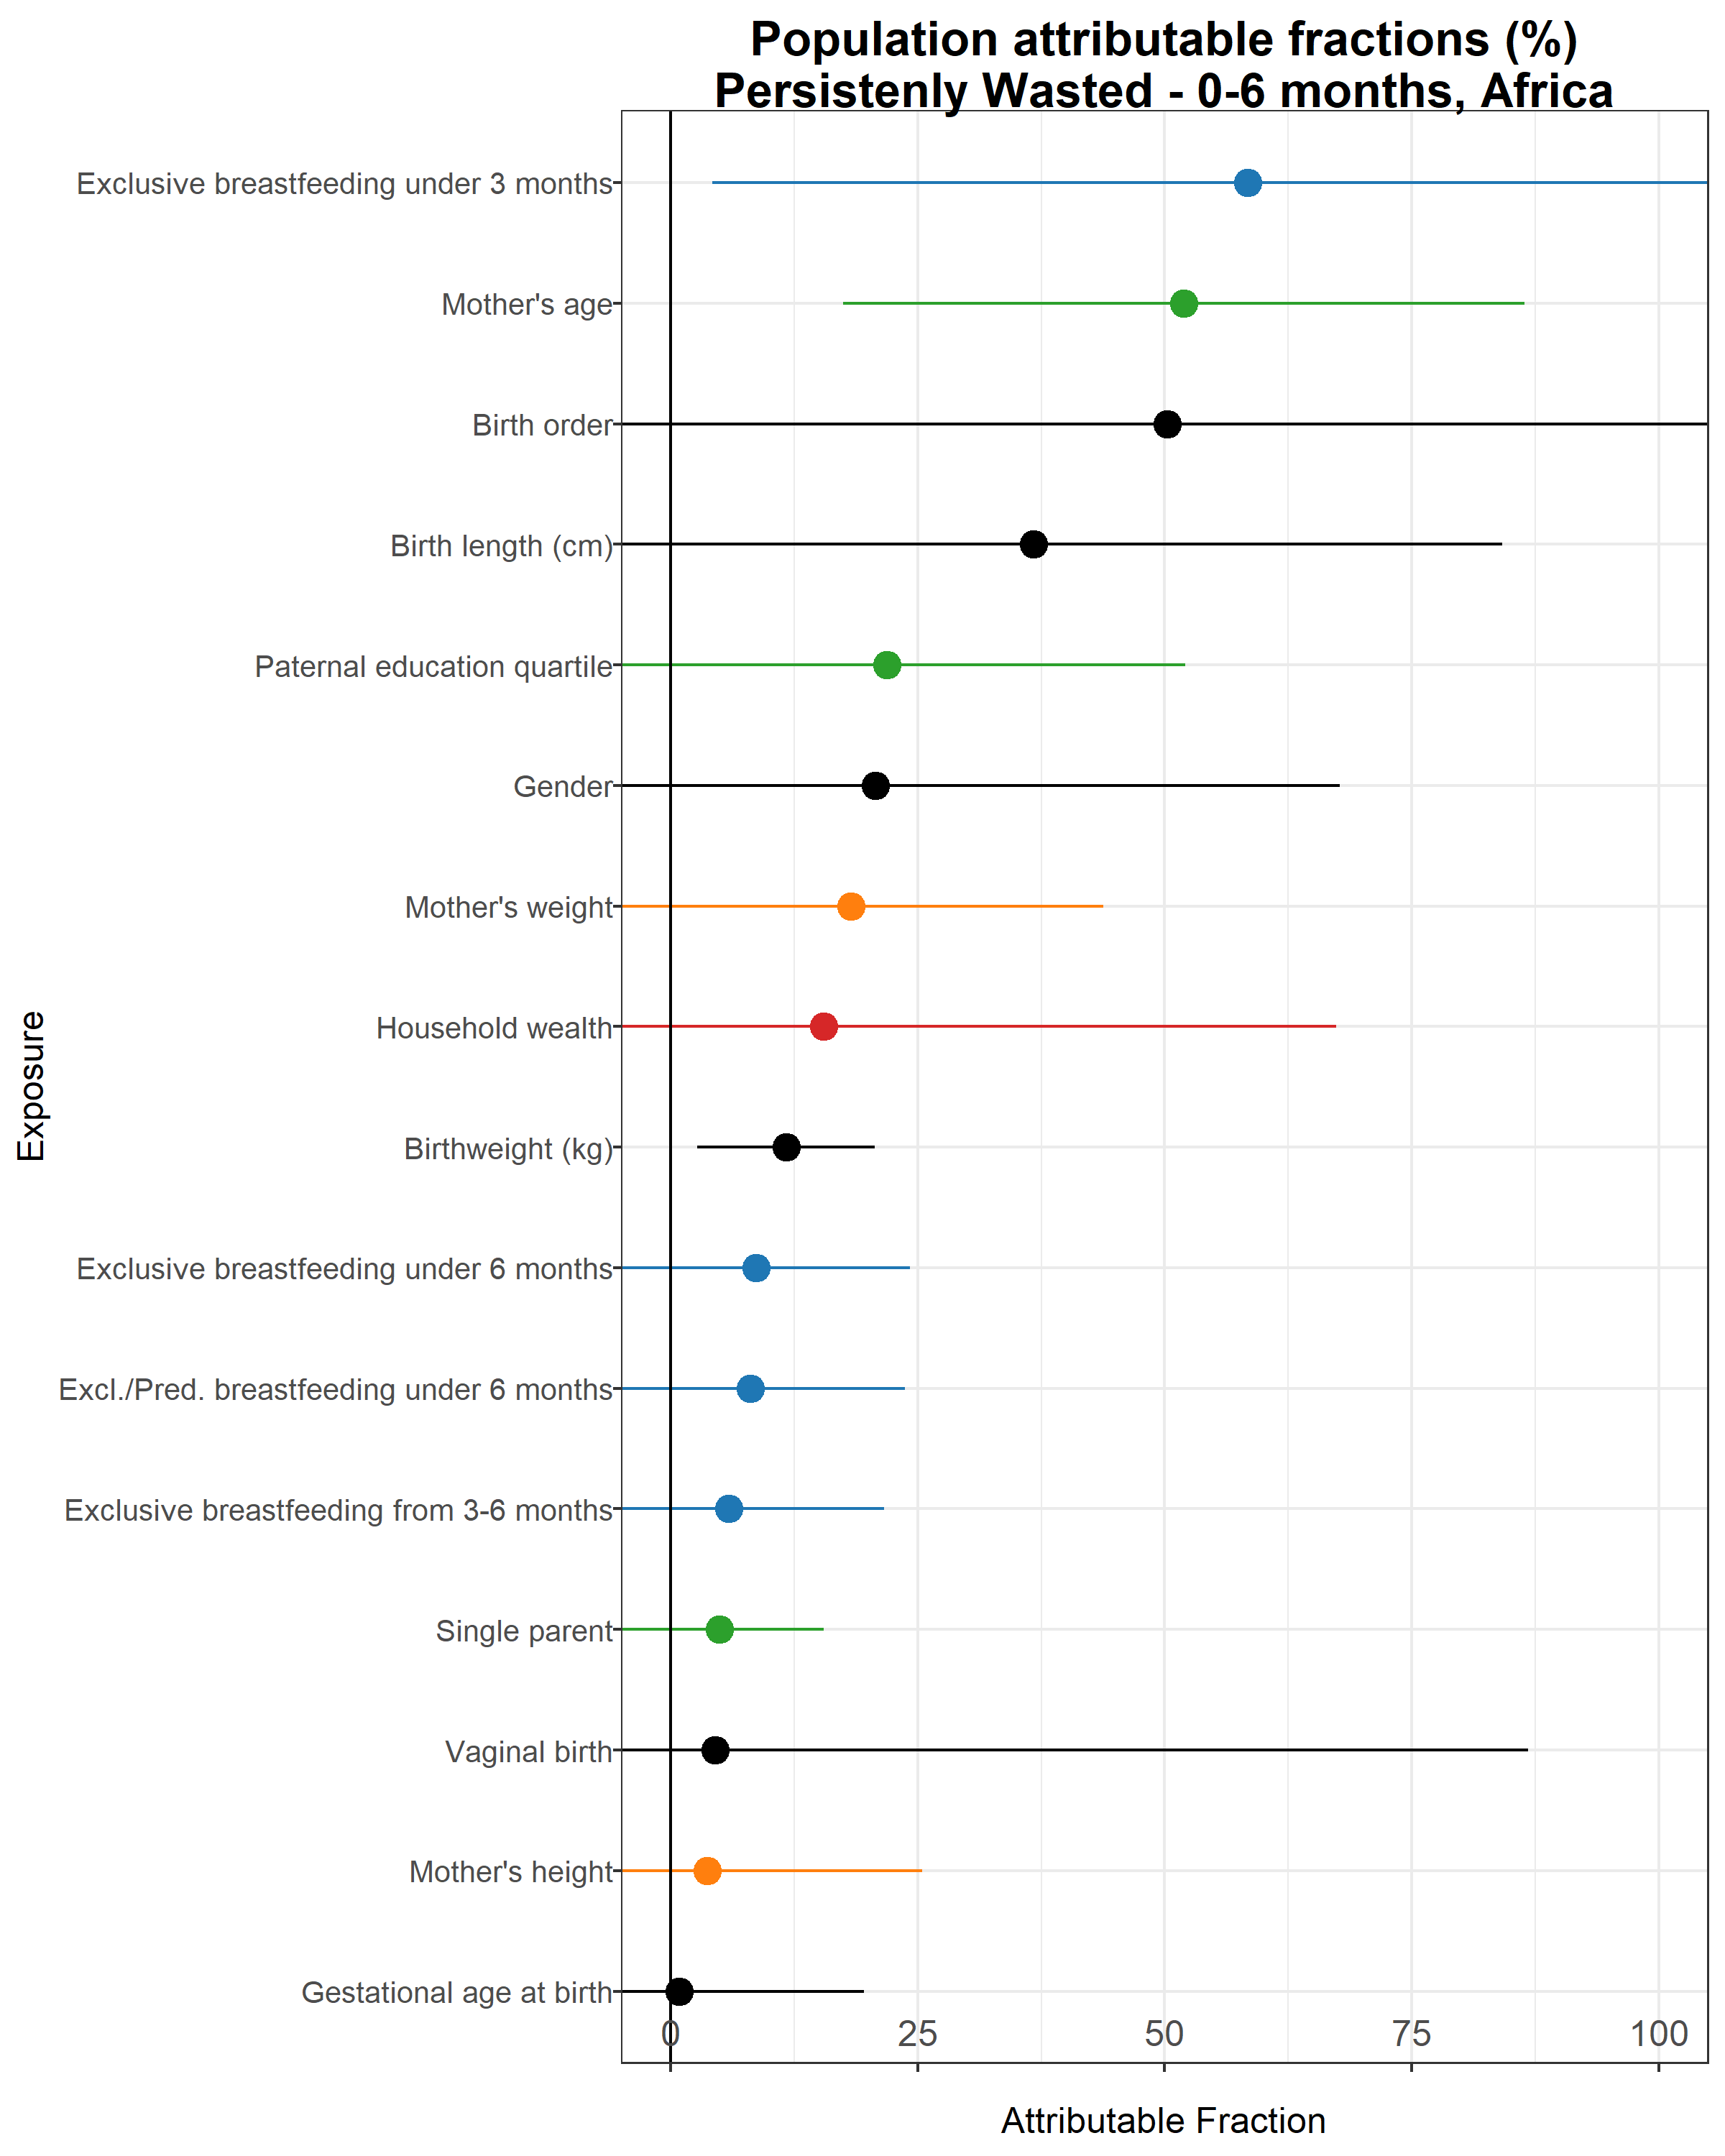 Population attributable fractions (%)
Persistenly Wasted - 0-6 months, Africa
Exclusive breastfeeding under 3 months
Mother's age
Birth order
Birth length (cm)
Paternal education quartile
Gender
Mother's weight
Household wealth
Exposure
Birthweight (kg)
Exclusive breastfeeding under 6 months
Excl./Pred. breastfeeding under 6 months
Exclusive breastfeeding from 3-6 months
Single parent
Vaginal birth
Mother's height
Gestational age at birth
0 25 50 75 100
Attributable Fraction